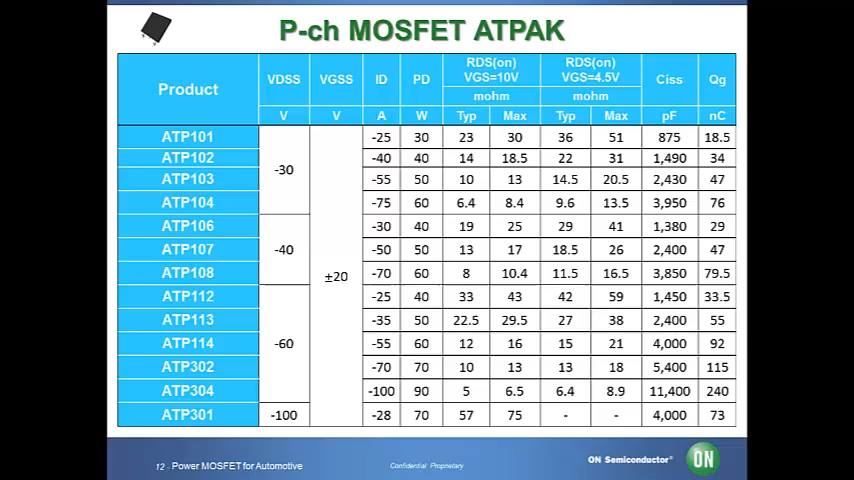 P-ch MOSFET ATPAK
Product VDSS VGSS ID PD RDS(on) VGS=10V RDS(on) VGS=4.5V Ciss Qg
mohm mohm
V V A W Typ Max Typ Max pF nC
ATP101 -30 ±20 -25 30 23 30 36 51 875 18.5
ATP102 -40 40 14 18.5 22 31 1,490 34
ATP103 -55 50 10 13 14.5 20.5 2,430 47
ATP104 -75 60 6.4 8.4 9.6 13.5 3,950 76
ATP106 -40 -30 40 19 25 29 41 1,380 29
ATP107 -50 50 13 17 18.5 26 2,400 47
ATP108 -70 60 8 10.4 11.5 16.5 3,850 79.5
ATP112 -60 -25 40 33 43 42 59 1,450 33.5
ATP113 -35 50 22.5 29.5 27 38 2,400 55
ATP114 -55 60 12 16 15 21 4,000 92
ATP302 -70 70 10 13 13 18 5,400 115
ATP304 -100 90 5 6.5 6.4 8.9 11,400 240
ATP301 -100 -28 70 57 75 - - 4,000 73
12 - Power MOSFET for Automotive
Confidential Proprietary
ON Semiconductor®
ON